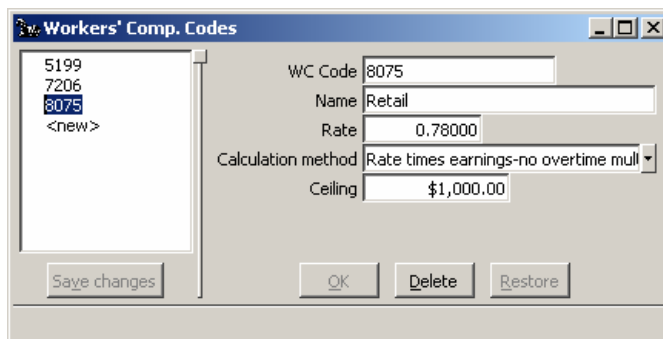 Workers' Comp. Codes
5199
7206
8075
<new>
WC Code 8075
Name Retail
Rate 0.78000
Calculation method Rate times earnings-no overtime mul
Ceiling $1,000.00
Save changes
OK Delete Restore